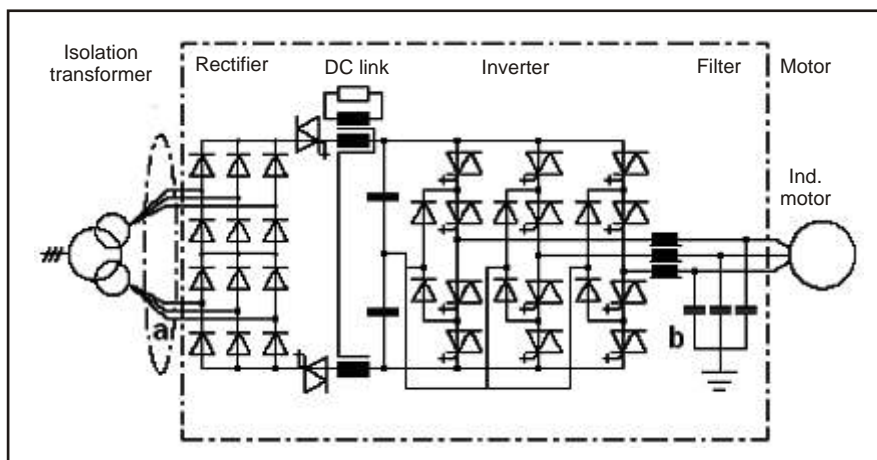 Isolation
transformer
Rectifier
DC link
Inverter
Filter
Motor
Ind.
motor
a
b